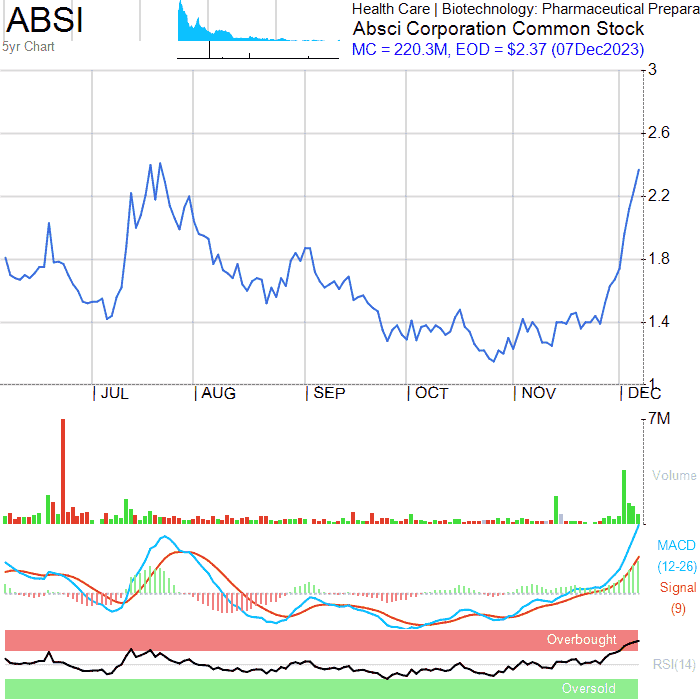 ABSI
5yr Chart
Health Care | Biotechnology: Pharmaceutical Prepara
Absci Corporation Common Stock
MC = 220.3M, EOD = $2.37 (07Dec2023)
3
2.6
2.2
1.8
1.4
1
JUL
AUG
SEP
OCT
NOV
DEC
7M
Volume
MACD
(12-26)
Signal
(9)
Overbought
RSI(14)
Oversold